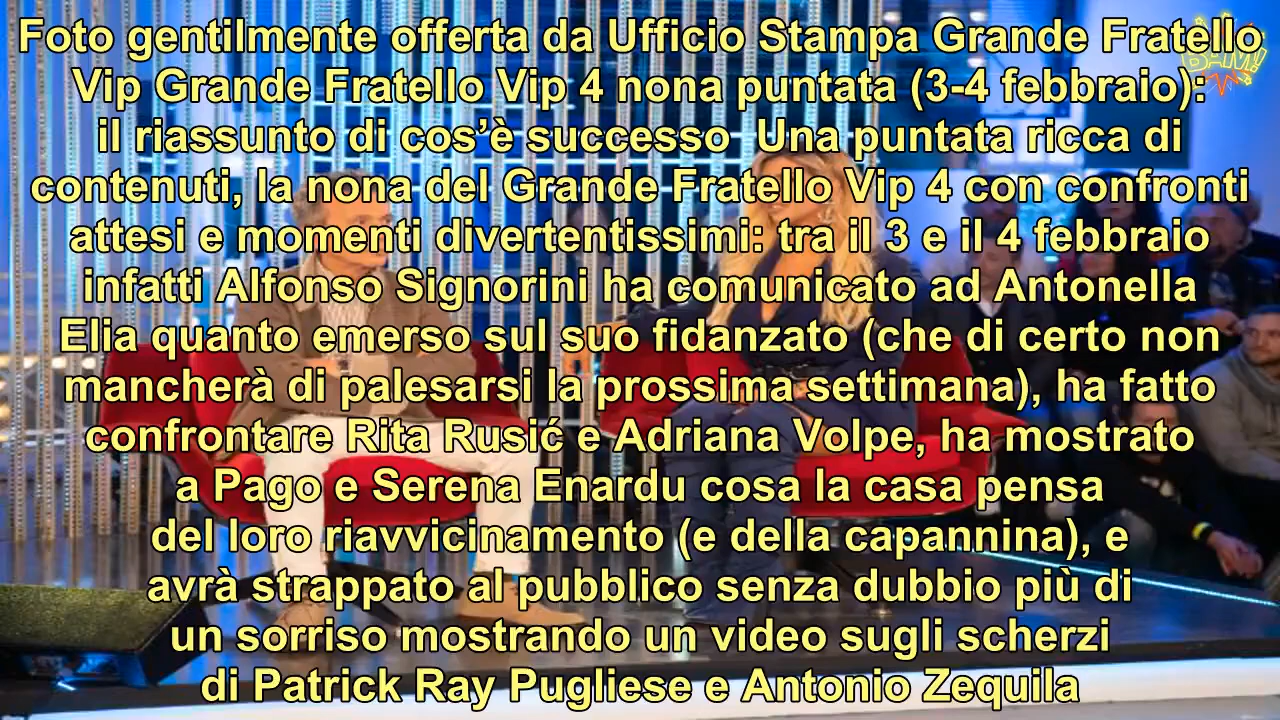 Foto gentilmente offerta da Ufficio Stampa Grande Fratello
Vip Grande Fratello Vip 4 nona puntata (3-4 febbraio):
il riassunto di cos’è successo  Una puntata ricca di
contenuti, la nona del Grande Fratello Vip 4 con confronti
attesi e momenti divertentissimi: tra il 3 e il 4 febbraio
infatti Alfonso Signorini ha comunicato ad Antonella
Elia quanto emerso sul suo fidanzato (che di certo non
mancherà di palesarsi la prossima settimana), ha fatto
confrontare Rita Rusić e Adriana Volpe, ha mostrato
a Pago e Serena Enardu cosa la casa pensa
del loro riavvicinamento (e della capannina), e
avrà strappato al pubblico senza dubbio più di
un sorriso mostrando un video sugli scherzi
di Patrick Ray Pugliese e Antonio Zequila
BAM!